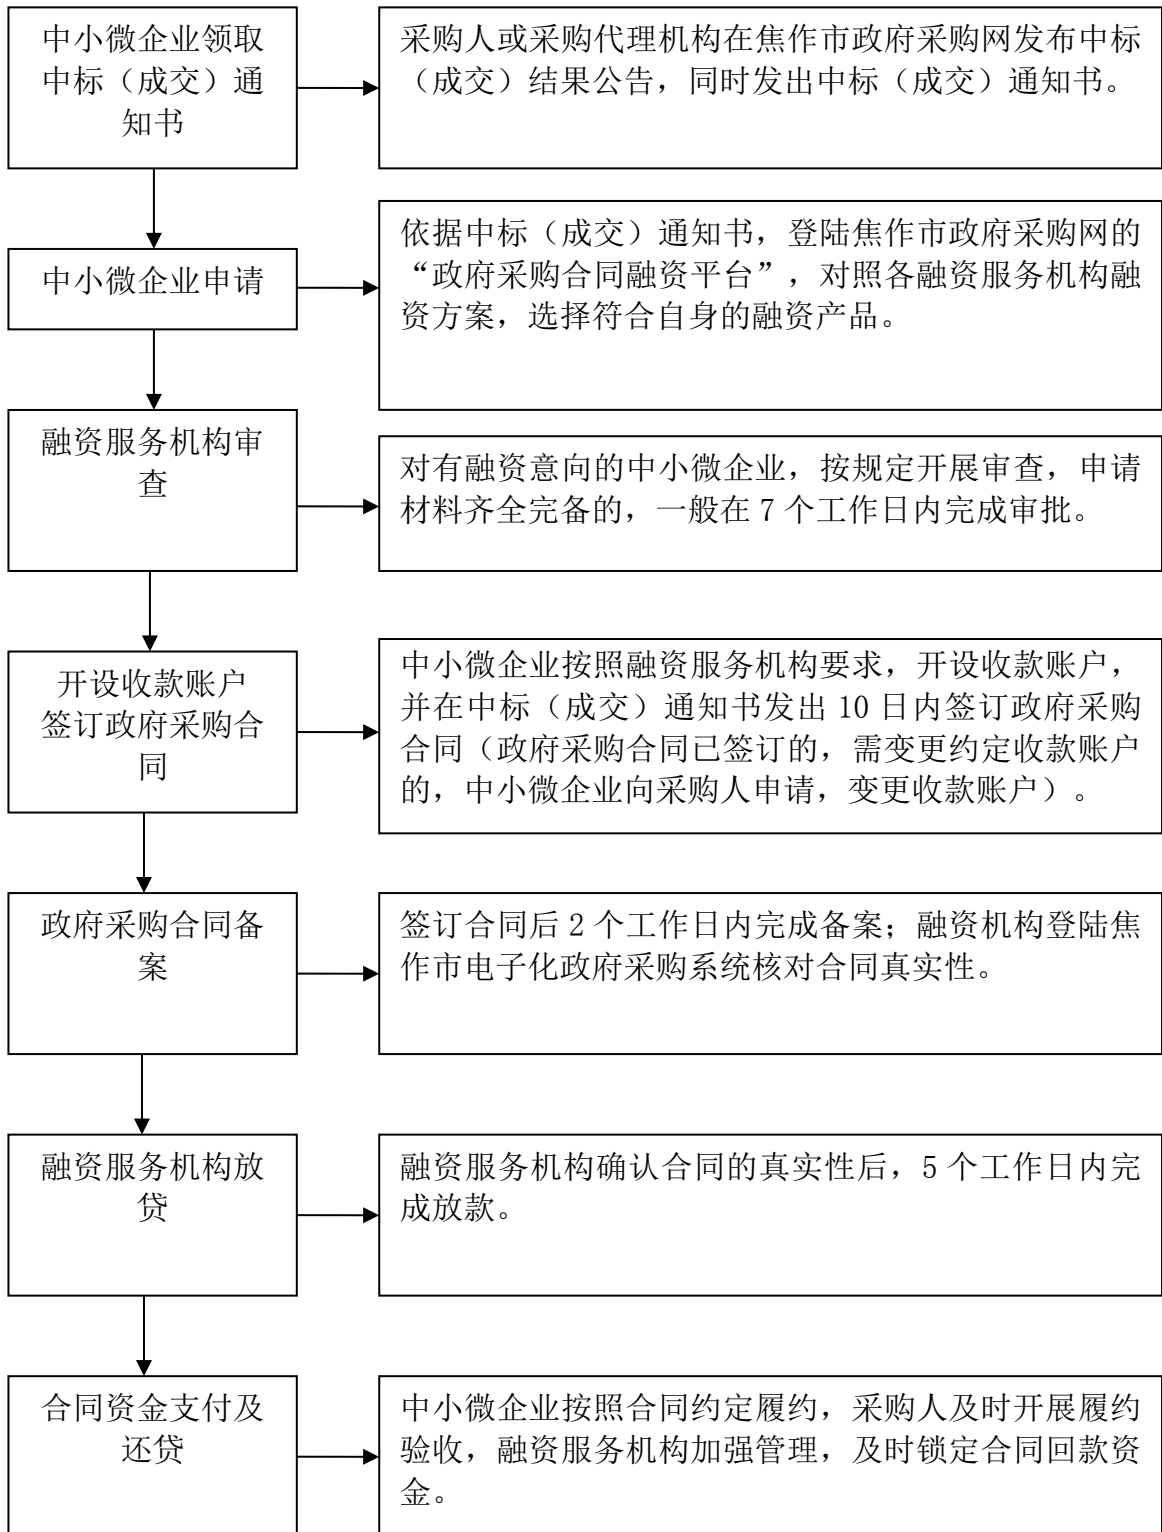 中小微企业领取
中标（成交）通
知书
采购人或采购代理机构在焦作市政府采购网发布中标
（成交）结果公告，同时发出中标（成交）通知书。
中小微企业申请
依据中标（成交）通知书，登陆焦作市政府采购网的
“政府采购合同融资平台”，对照各融资服务机构融
资方案，选择符合自身的融资产品。
融资服务机构审
查
对有融资意向的中小微企业，按规定开展审查，申请
材料齐全完备的，一般在 7 个工作日内完成审批。
开设收款账户
签订政府采购合
同
中小微企业按照融资服务机构要求，开设收款账户，
并在中标（成交）通知书发出 10 日内签订政府采购
合同（政府采购合同已签订的，需变更约定收款账户
的，中小微企业向采购人申请，变更收款账户）。
政府采购合同备
案
签订合同后 2 个工作日内完成备案；融资机构登陆焦
作市电子化政府采购系统核对合同真实性。
融资服务机构放
贷
融资服务机构确认合同的真实性后，5 个工作日内完
成放款。
合同资金支付及
还贷
中小微企业按照合同约定履约，采购人及时开展履约
验收，融资服务机构加强管理，及时锁定合同回款资
金。